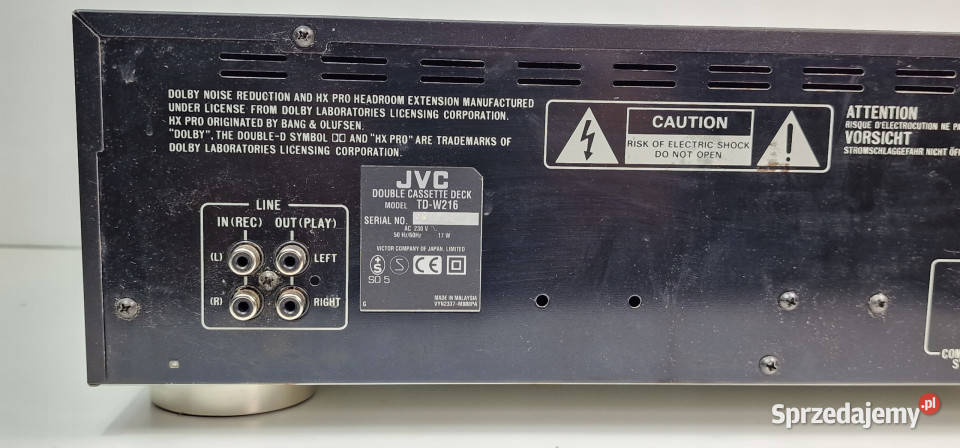 DOLBY NOISE REDUCTION AND HX PRO HEADROOM EXTENSION MANUFACTURED
UNDER LICENSE FROM DOLBY LABORATORIES LICENSING CORPORATION.
HX PRO ORIGINATED BY BANG & OLUFSEN.
"DOLBY", THE DOUBLE-D SYMBOL AND "HX PRO" ARE TRADEMARKS OF
DOLBY LABORATORIES LICENSING CORPORATION.
CAUTION
RISK OF ELECTRIC SHOCK
DO NOT OPEN
ATTENTION
RISQUE D'ELECTROCUTION NE PA
VORSICHT
STROMSCHLAGGEFAHR NICHT ÖFF
LINE
IN (REC) OUT (PLAY)
(L) LEFT
(R) RIGHT
JVC
DOUBLE CASSETTE DECK
MODEL TD-W216
SERIAL NO.
AC 230 V
50 Hz/60Hz 17 W
VICTOR COMPANY OF JAPAN, LIMITED
S CE
SO 5
MADE IN MALAYSIA
G
COM
S
Sprzedajemy.pl